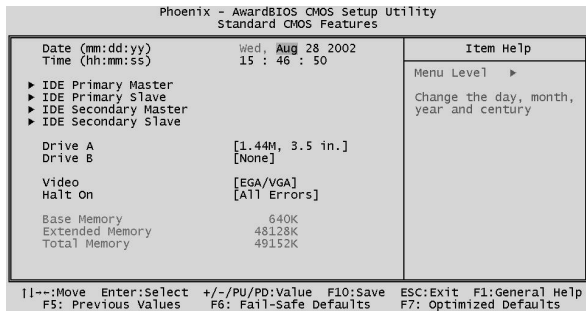 Phoenix - AwardBIOS CMOS Setup Utility
Standard CMOS Features
Date (mm:dd:yy) Wed, Aug 28 2002
Time (hh:mm:ss) 15 : 46 : 50
▶ IDE Primary Master
▶ IDE Primary Slave
▶ IDE Secondary Master
▶ IDE Secondary Slave
Drive A [1.44M, 3.5 in.]
Drive B [None]
Video [EGA/VGA]
Halt On [All Errors]
Base Memory 640K
Extended Memory 48128K
Total Memory 49152K
Item Help
Menu Level ▶
Change the day, month,
year and century
↑↓→←:Move Enter:Select +/-/PU/PD:Value F10:Save ESC:Exit F1:General Help
F5: Previous Values F6: Fail-Safe Defaults F7: Optimized Defaults